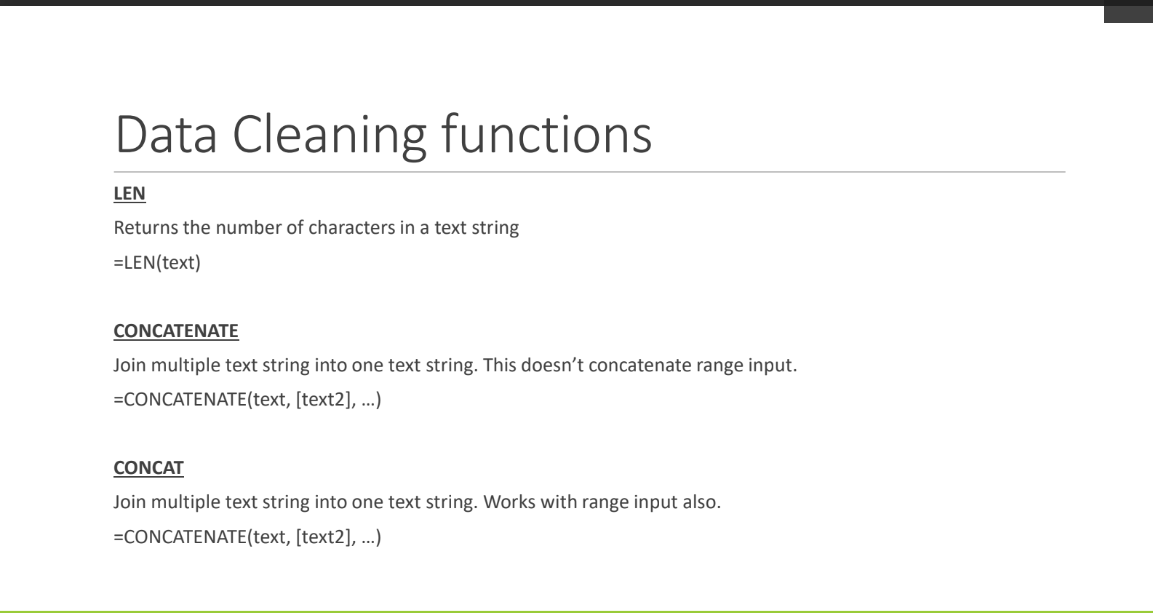 Data Cleaning functions
LEN
Returns the number of characters in a text string
=LEN(text)
CONCATENATE
Join multiple text string into one text string. This doesn’t concatenate range input.
=CONCATENATE(text, [text2], …)
CONCAT
Join multiple text string into one text string. Works with range input also.
=CONCATENATE(text, [text2], …)